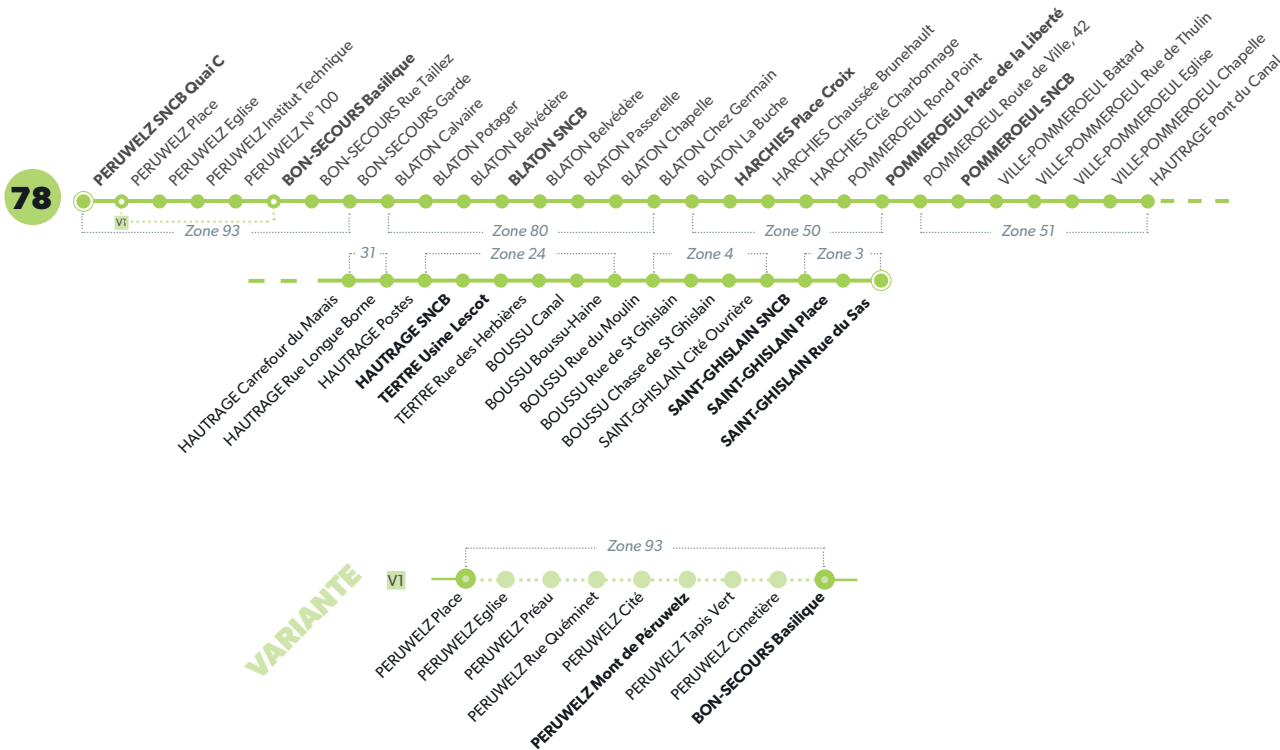 78
PERUWELZ SNCB Quai C
PERUWELZ Place
PERUWELZ Eglise
PERUWELZ Institut Technique
PERUWELZ N° 100
BON-SECOURS Basilique
BON-SECOURS Rue Taillez
BON-SECOURS Garde
BLATON Calvaire
BLATON Potager
BLATON Belvédère
BLATON SNCB
BLATON Belvédère
BLATON Passerelle
BLATON Chapelle
BLATON Chez Germain
BLATON La Buche
HARCHIES Place Croix
HARCHIES Chaussée Brunehault
HARCHIES Cité Charbonnage
POMMEROEUL Rond Point
POMMEROEUL Place de la Liberté
POMMEROEUL Route de Ville, 42
POMMEROEUL SNCB
VILLE-POMMEROEUL Battard
VILLE-POMMEROEUL Rue de Thulin
VILLE-POMMEROEUL Eglise
VILLE-POMMEROEUL Chapelle
HAUTRAGE Pont du Canal
V1
Zone 93
Zone 80
Zone 50
Zone 51
31
Zone 24
Zone 4
Zone 3
HAUTRAGE Carrefour du Marais
HAUTRAGE Rue Longue Borne
HAUTRAGE Postes
HAUTRAGE SNCB
TERTRE Usine Lescot
TERTRE Rue des Herbières
BOUSSU Canal
BOUSSU Boussu-Haine
BOUSSU Rue du Moulin
BOUSSU Rue de St Ghislain
BOUSSU Chasse de St Ghislain
SAINT-GHISLAIN Cité Ouvrière
SAINT-GHISLAIN SNCB
SAINT-GHISLAIN Place
SAINT-GHISLAIN Rue du Sas
VARIANTE
V1
Zone 93
PERUWELZ Place
PERUWELZ Eglise
PERUWELZ Préau
PERUWELZ Rue Quéminet
PERUWELZ Cité
PERUWELZ Mont de Péruwelz
PERUWELZ Tapis Vert
PERUWELZ Cimetière
BON-SECOURS Basilique